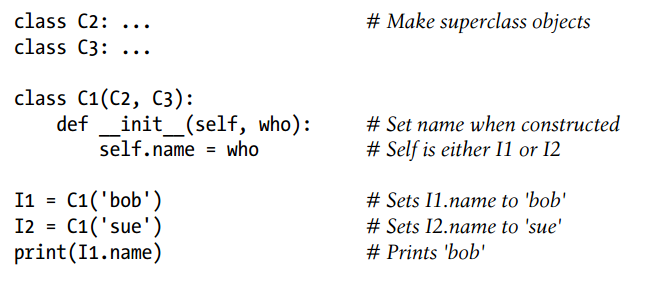 class C2: ... # Make superclass objects
class C3: ...
class C1(C2, C3):
    def __init__(self, who): # Set name when constructed
        self.name = who # Self is either I1 or I2
I1 = C1('bob') # Sets I1.name to 'bob'
I2 = C1('sue') # Sets I2.name to 'sue'
print(I1.name) # Prints 'bob'